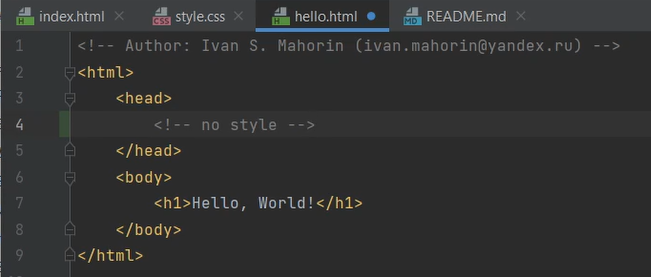 index.html style.css hello.html README.md
1 <!-- Author: Ivan S. Mahorin (ivan.mahorin@yandex.ru) -->
2 <html>
3 <head>
4 <!-- no style -->
5 </head>
6 <body>
7 <h1>Hello, World!</h1>
8 </body>
9 </html>